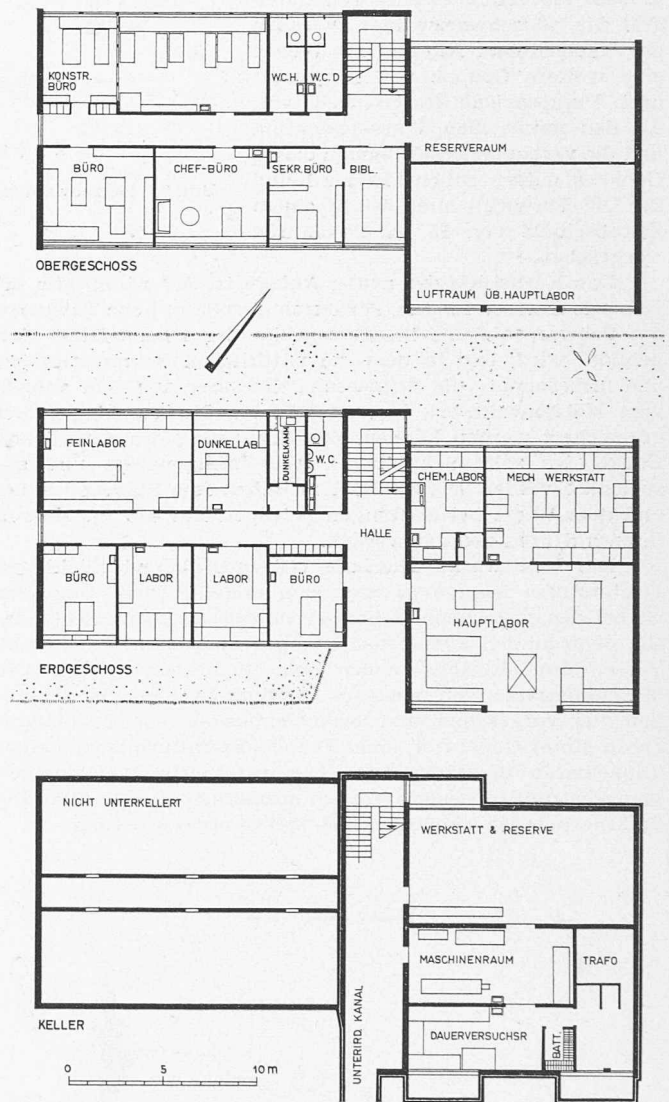 KONSTR.
BÜRO
W.C.H.
W.C.D
RESERVERAUM
BÜRO
CHEF-BÜRO
SEKR.BÜRO
BIBL.
OBERGESCHOSS
LUFTRAUM ÜB.HAUPTLABOR
FEINLABOR
DUNKELLAB.
DUNKELKAMM.
W.C.
CHEM.LABOR
MECH. WERKSTATT
HALLE
BÜRO
LABOR
LABOR
BÜRO
HAUPTLABOR
ERDGESCHOSS
NICHT UNTERKELLERT
WERKSTATT & RESERVE
MASCHINENRAUM
TRAFO
UNTERIRD. KANAL
DAUERVERSUCHSR
BATT.
KELLER
0 5 10 m